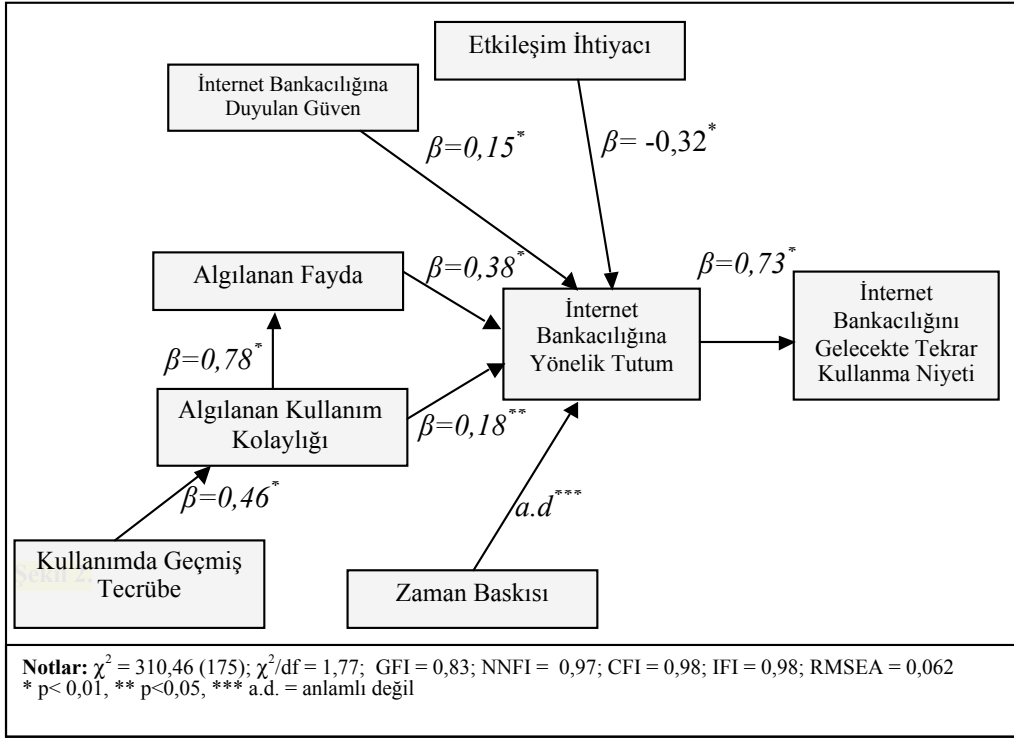 Etkileşim İhtiyacı
İnternet Bankacılığına
Duyulan Güven
β=0,15*
β= -0,32*
Algılanan Fayda
β=0,38*
β=0,73*
İnternet
Bankacılığına
Yönelik Tutum
İnternet
Bankacılığını
Gelecekte Tekrar
Kullanma Niyeti
β=0,78*
Algılanan Kullanım
Kolaylığı
β=0,18**
β=0,46*
a.d***
Kullanımda Geçmiş
Tecrübe
Şekil 2:
Zaman Baskısı
Notlar: χ² = 310,46 (175); χ²/df = 1,77; GFI = 0,83; NNFI = 0,97; CFI = 0,98; IFI = 0,98; RMSEA = 0,062
* p< 0,01, ** p<0,05, *** a.d. = anlamlı değil